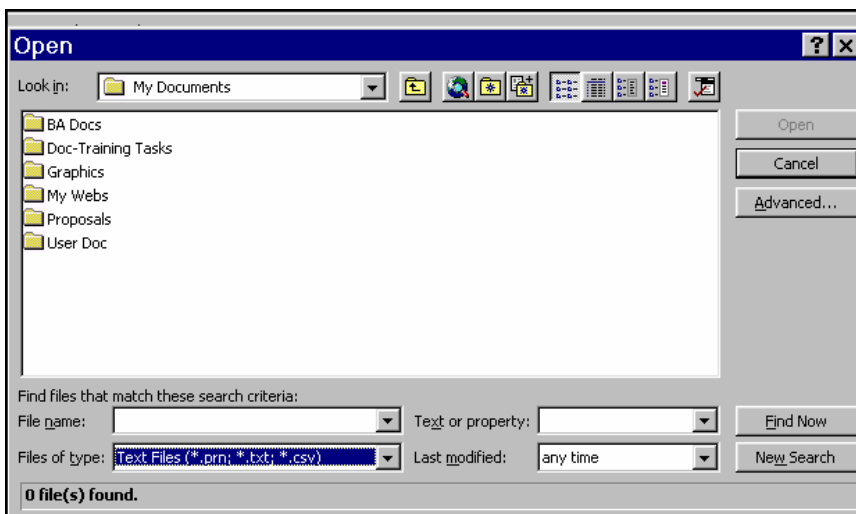 Open
Look in: My Documents
BA Docs
Doc-Training Tasks
Graphics
My Webs
Proposals
User Doc
Open
Cancel
Advanced...
Find files that match these search criteria:
File name: Text or property: Find Now
Files of type: Text Files (*.prn; *.txt; *.csv) Last modified: any time New Search
0 file(s) found.